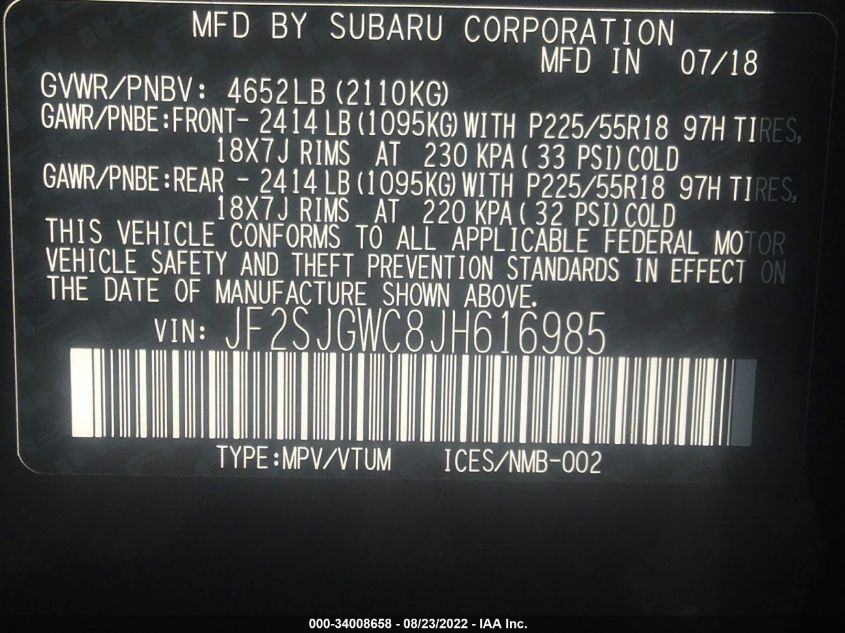 MFD BY SUBARU CORPORATION
MFD IN 07/18
GVWR/PNBV: 4652LB (2110KG)
GAWR/PNBE:FRONT- 2414 LB (1095KG) WITH P225/55R18 97H TIRES,
18X7J RIMS AT 230 KPA ( 33 PSI) COLD
GAWR/PNBE:REAR - 2414 LB (1095KG) WITH P225/55R18 97H TIRES,
18X7J RIMS AT 220 KPA ( 32 PSI) COLD
THIS VEHICLE CONFORMS TO ALL APPLICABLE FEDERAL MOTOR
VEHICLE SAFETY AND THEFT PREVENTION STANDARDS IN EFFECT ON
THE DATE OF MANUFACTURE SHOWN ABOVE.
VIN: JF2SJGWC8JH616985
TYPE:MPV/VTUM ICES/NMB-002
000-34008658 - 08/23/2022 - IAA Inc.